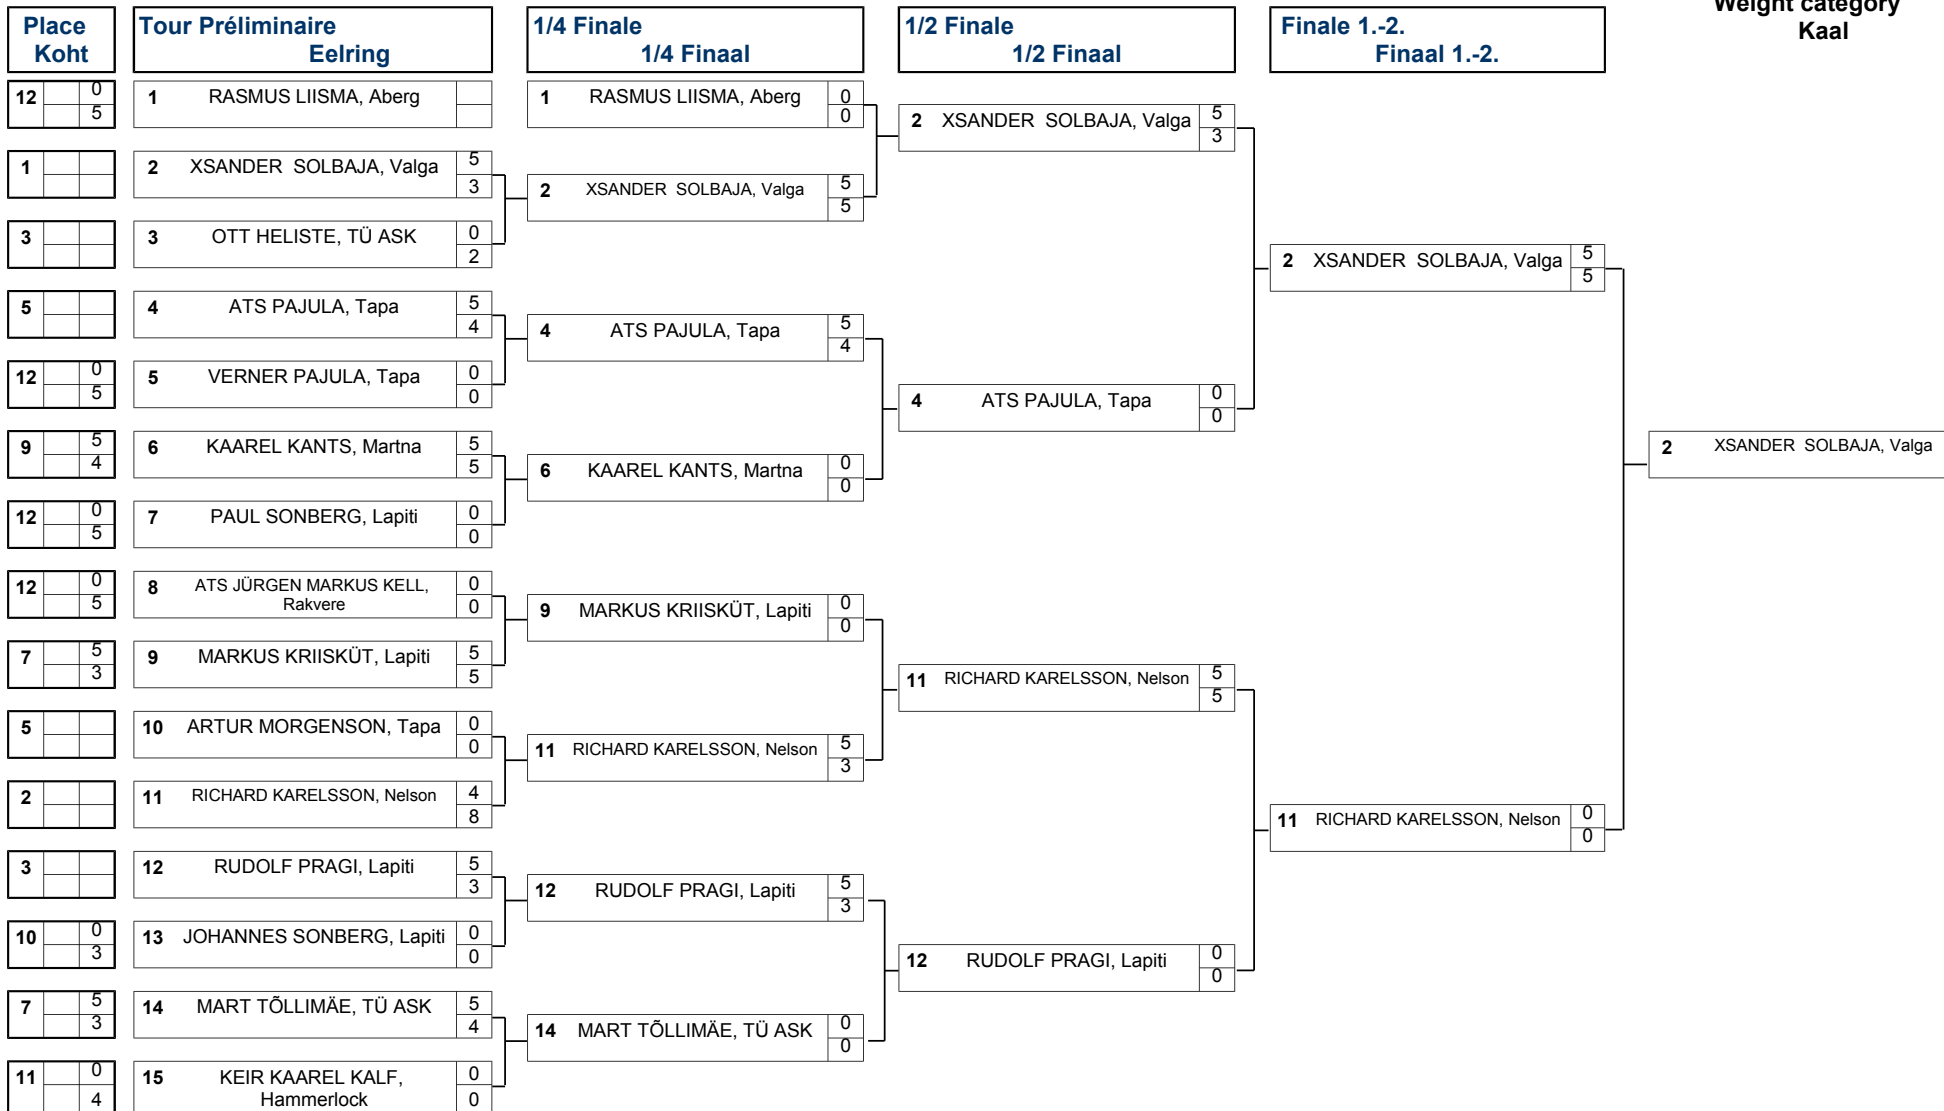 Weight category
Kaal
Place
Koht
Tour Préliminaire
Eelring
1/4 Finale
1/4 Finaal
1/2 Finale
1/2 Finaal
Finale 1.-2.
Finaal 1.-2.
12 0
5
1 RASMUS LIISMA, Aberg
1
2 XSANDER SOLBAJA, Valga 5
3
3
3 OTT HELISTE, TÜ ASK 0
2
5
4 ATS PAJULA, Tapa 5
4
12 0
5
5 VERNER PAJULA, Tapa 0
0
9 5
4
6 KAAREL KANTS, Martna 5
5
12 0
5
7 PAUL SONBERG, Lapiti 0
0
12 0
5
8 ATS JÜRGEN MARKUS KELL, 0
Rakvere 0
7 5
3
9 MARKUS KRIISKÜT, Lapiti 5
5
5
10 ARTUR MORGENSON, Tapa 0
0
2
11 RICHARD KARELSSON, Nelson 4
8
3
12 RUDOLF PRAGI, Lapiti 5
3
10 0
3
13 JOHANNES SONBERG, Lapiti 0
0
7 5
3
14 MART TÕLLIMÄE, TÜ ASK 5
4
11 0
4
15 KEIR KAAREL KALF, 0
Hammerlock 0
1 RASMUS LIISMA, Aberg 0
0
2 XSANDER SOLBAJA, Valga 5
5
4 ATS PAJULA, Tapa 5
4
6 KAAREL KANTS, Martna 0
0
9 MARKUS KRIISKÜT, Lapiti 0
0
11 RICHARD KARELSSON, Nelson 5
3
12 RUDOLF PRAGI, Lapiti 5
3
14 MART TÕLLIMÄE, TÜ ASK 0
0
2 XSANDER SOLBAJA, Valga 5
3
4 ATS PAJULA, Tapa 0
0
11 RICHARD KARELSSON, Nelson 5
5
12 RUDOLF PRAGI, Lapiti 0
0
2 XSANDER SOLBAJA, Valga 5
5
11 RICHARD KARELSSON, Nelson 0
0
2 XSANDER SOLBAJA, Valga